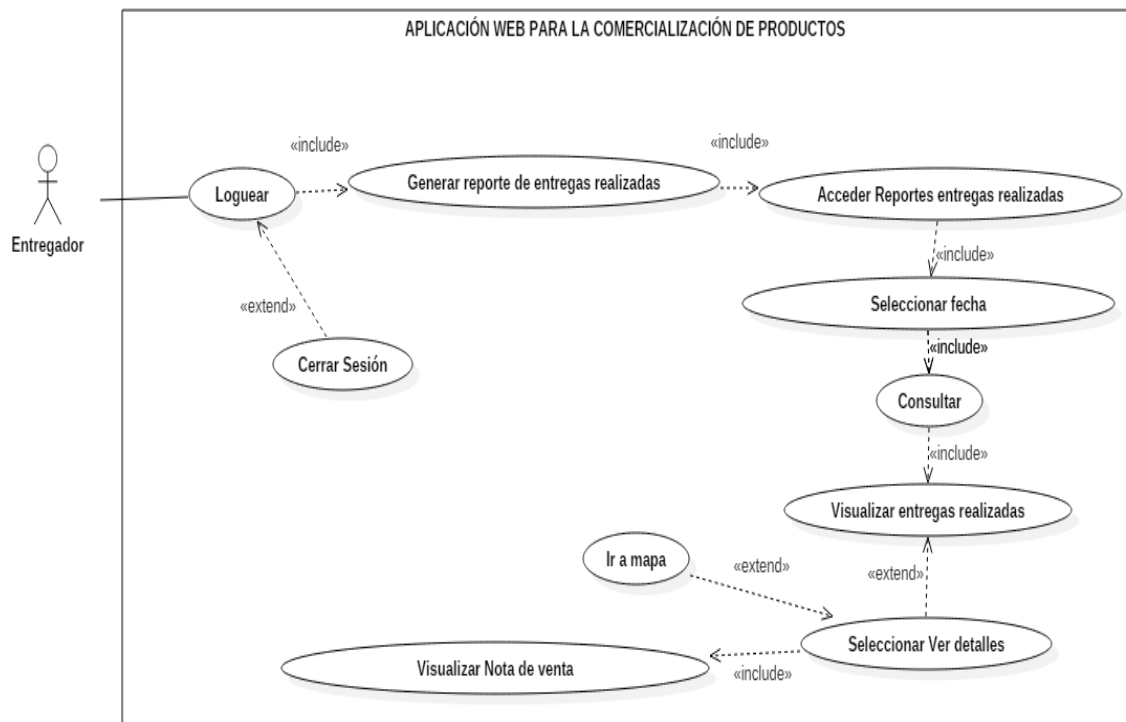 APLICACIÓN WEB PARA LA COMERCIALIZACIÓN DE PRODUCTOS
«include»
«include»
Loguear
Generar reporte de entregas realizadas
Acceder Reportes entregas realizadas
Entregador
«include»
«extend»
Seleccionar fecha
«include»
Cerrar Sesión
Consultar
«include»
Visualizar entregas realizadas
Ir a mapa
«extend»
«extend»
Seleccionar Ver detalles
Visualizar Nota de venta
«include»